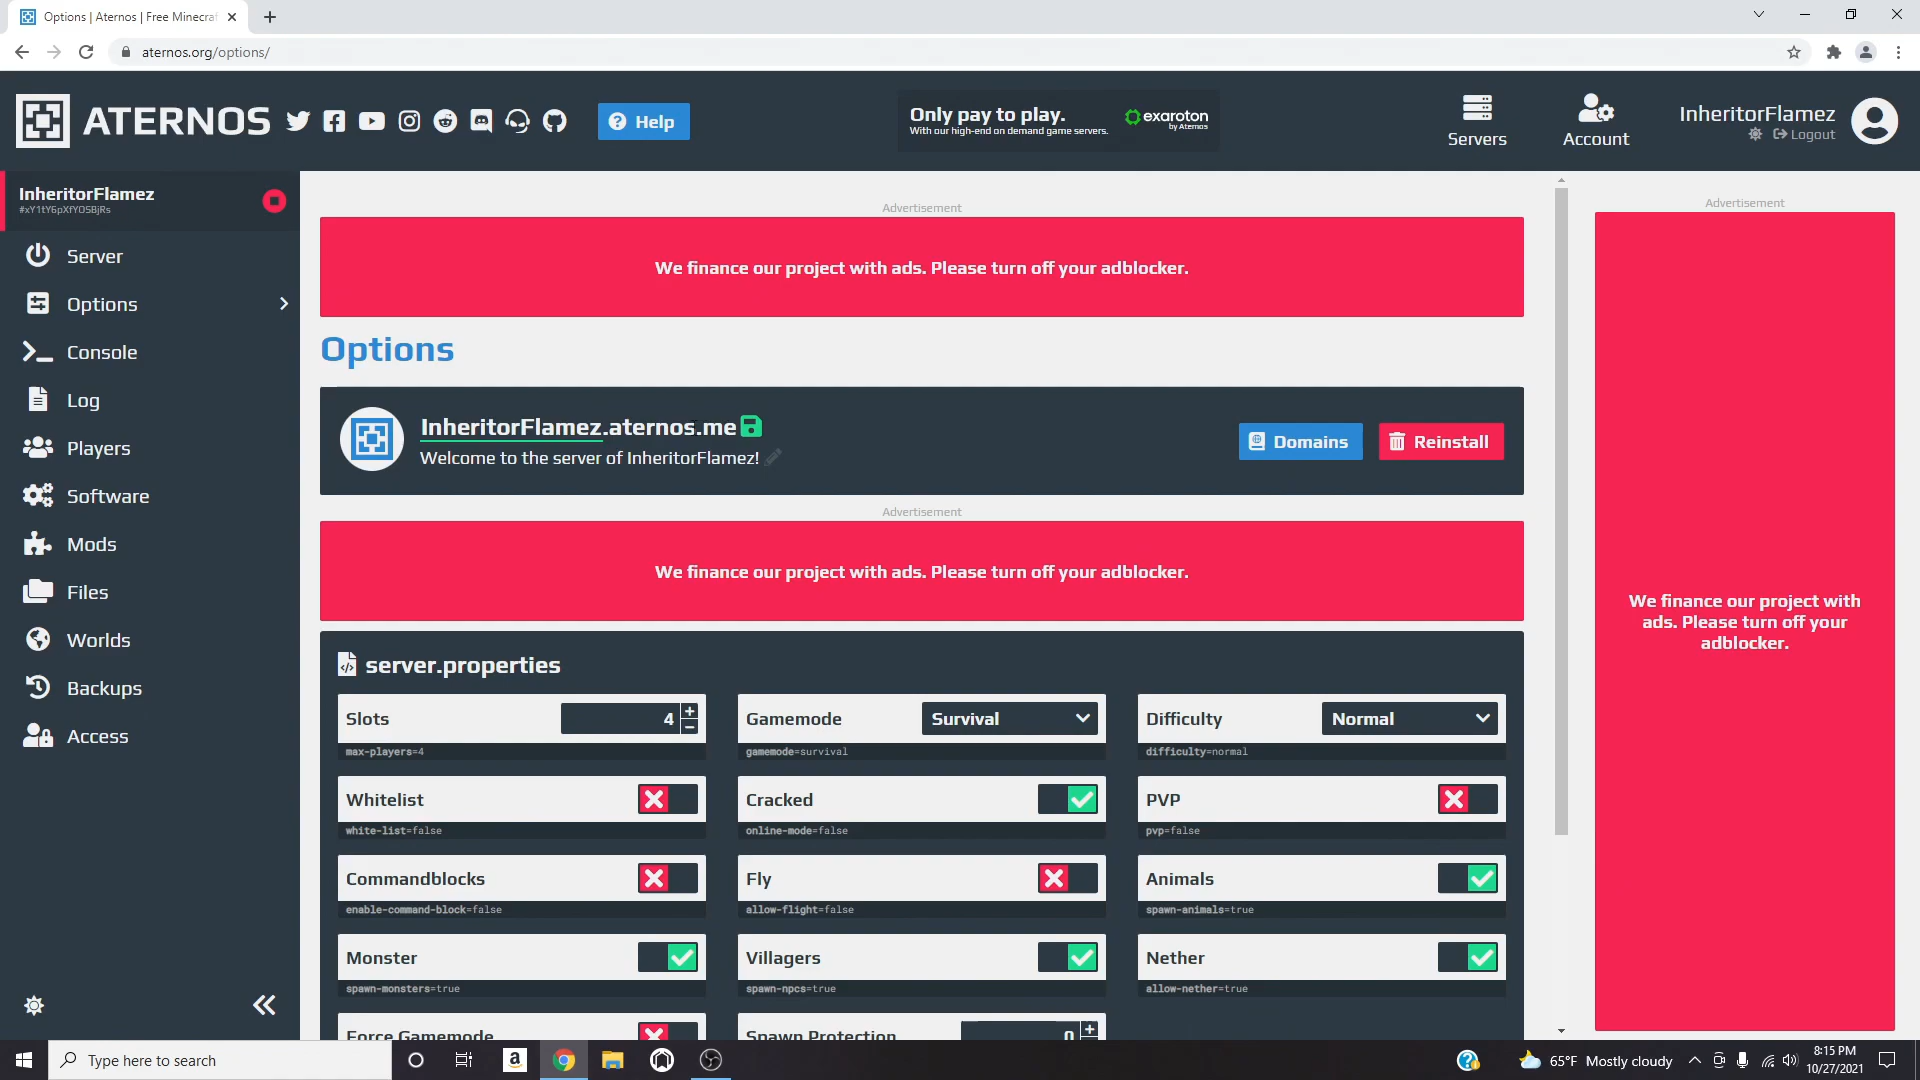 Options | Aternos | Free Minecra
aternos.org/options/
ATERNOS
Help
Only pay to play.
With our high-end on demand game servers.
exaroton
by Aternos
Servers
Account
InheritorFlamez
Logout
InheritorFlamez
#xY1tY6pXfYO5BjRs
Server
Options
Console
Log
Players
Software
Mods
Files
Worlds
Backups
Access
Advertisement
We finance our project with ads. Please turn off your adblocker.
Options
InheritorFlamez.aternos.me
Welcome to the server of InheritorFlamez!
Domains
Reinstall
Advertisement
We finance our project with ads. Please turn off your adblocker.
server.properties
Slots 4
max-players=4
Gamemode Survival
gamemode=survival
Difficulty Normal
difficulty=normal
Whitelist
white-list=false
Cracked
online-mode=false
PVP
pvp=false
Commandblocks
enable-command-block=false
Fly
allow-flight=false
Animals
spawn-animals=true
Monster
spawn-monsters=true
Villagers
spawn-npcs=true
Nether
allow-nether=true
Force Gamemode
Spawn Protection 0
Advertisement
We finance our project with
ads. Please turn off your
adblocker.
Type here to search
65°F Mostly cloudy
8:15 PM
10/27/2021